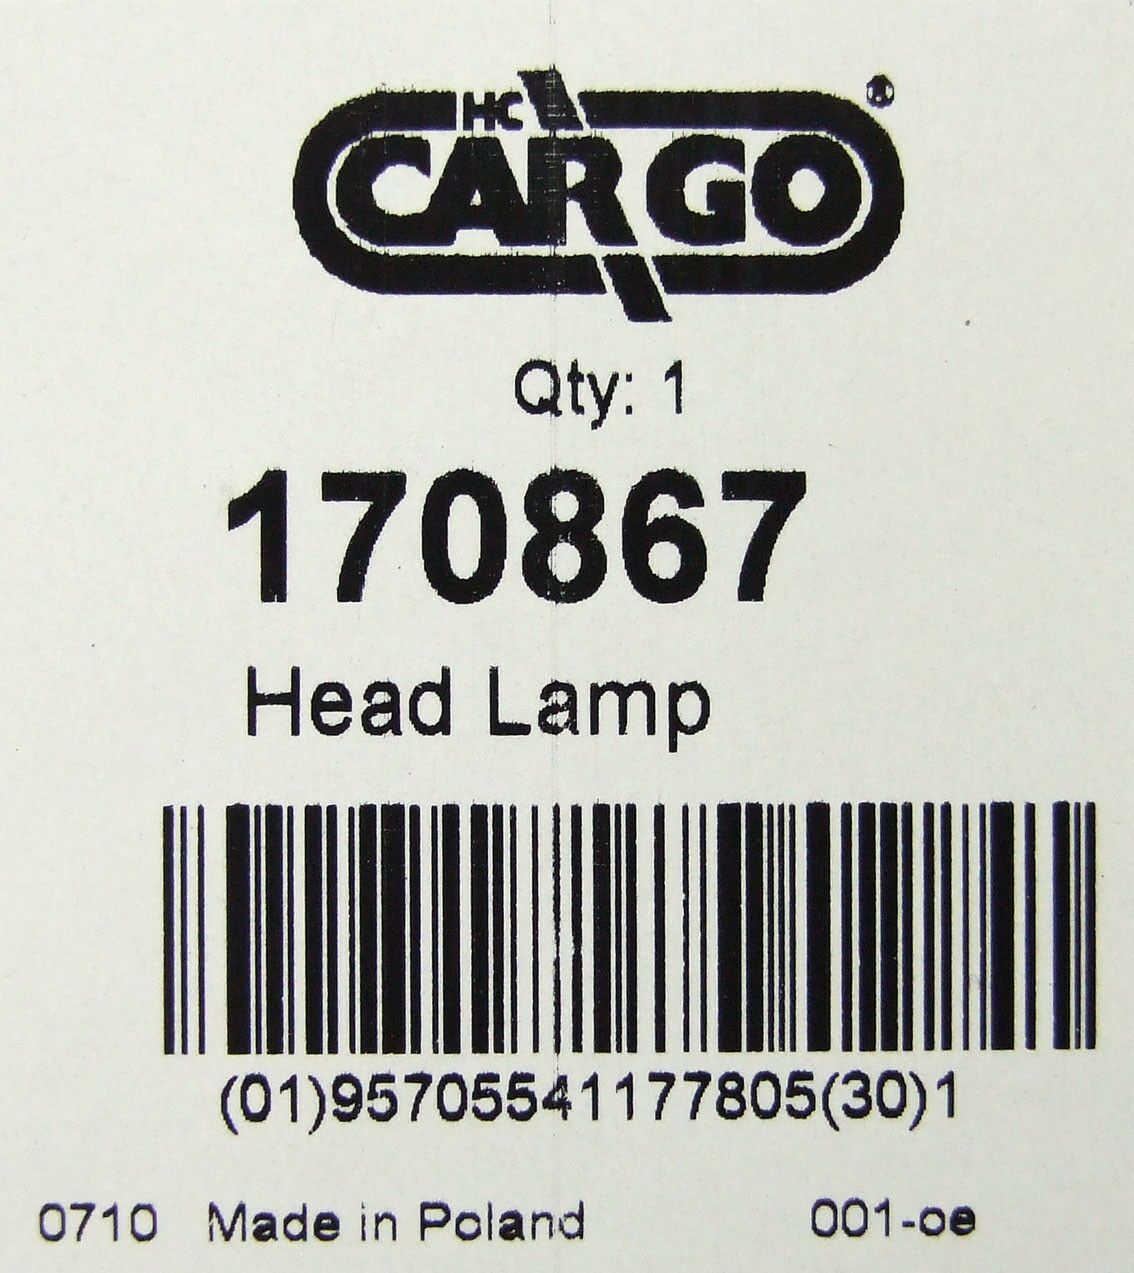 HC
CARGO®
Qty: 1
170867
Head Lamp
(01)95705541177805(30)1
0710 Made in Poland 001-oe